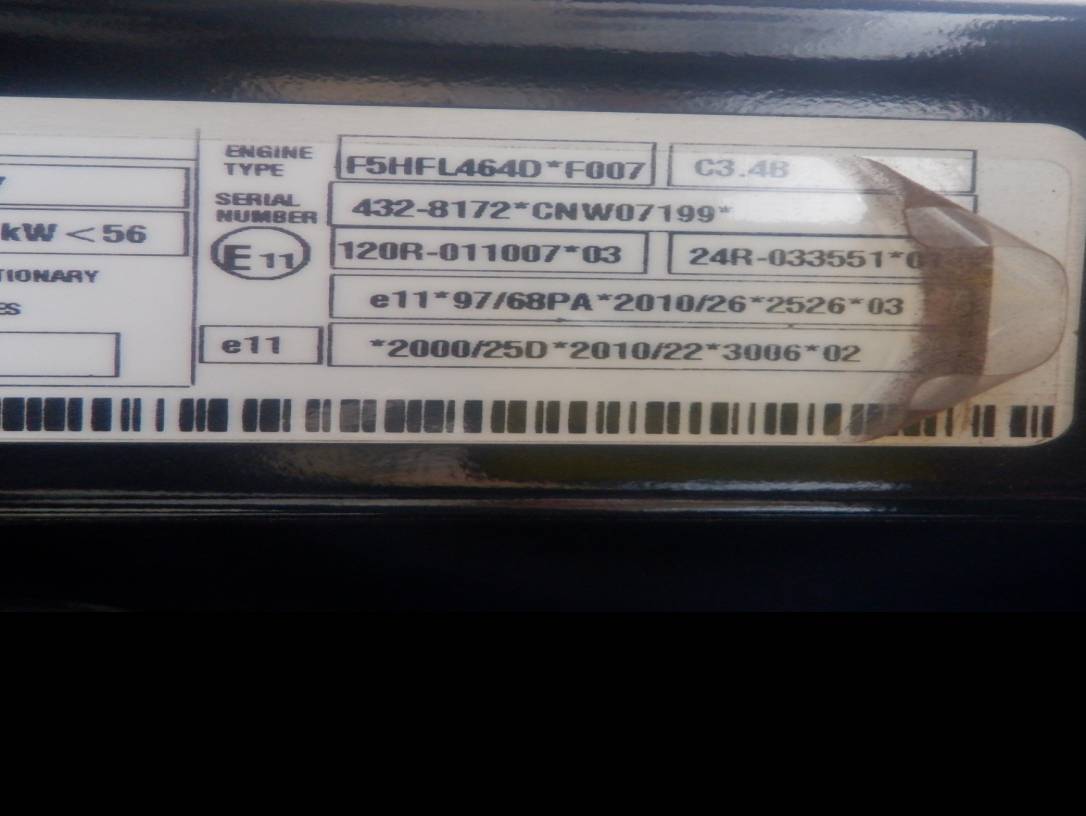 ENGINE TYPE F5HFL464D*F007 C3.4B
SERIAL NUMBER 432-8172*CNW07199*
kW <56
E 11 120R-011007*03 24R-033551*0
TIONARY
e11*97/68PA*2010/26*2526*03
ES
e11 *2000/25D*2010/22*3006*02